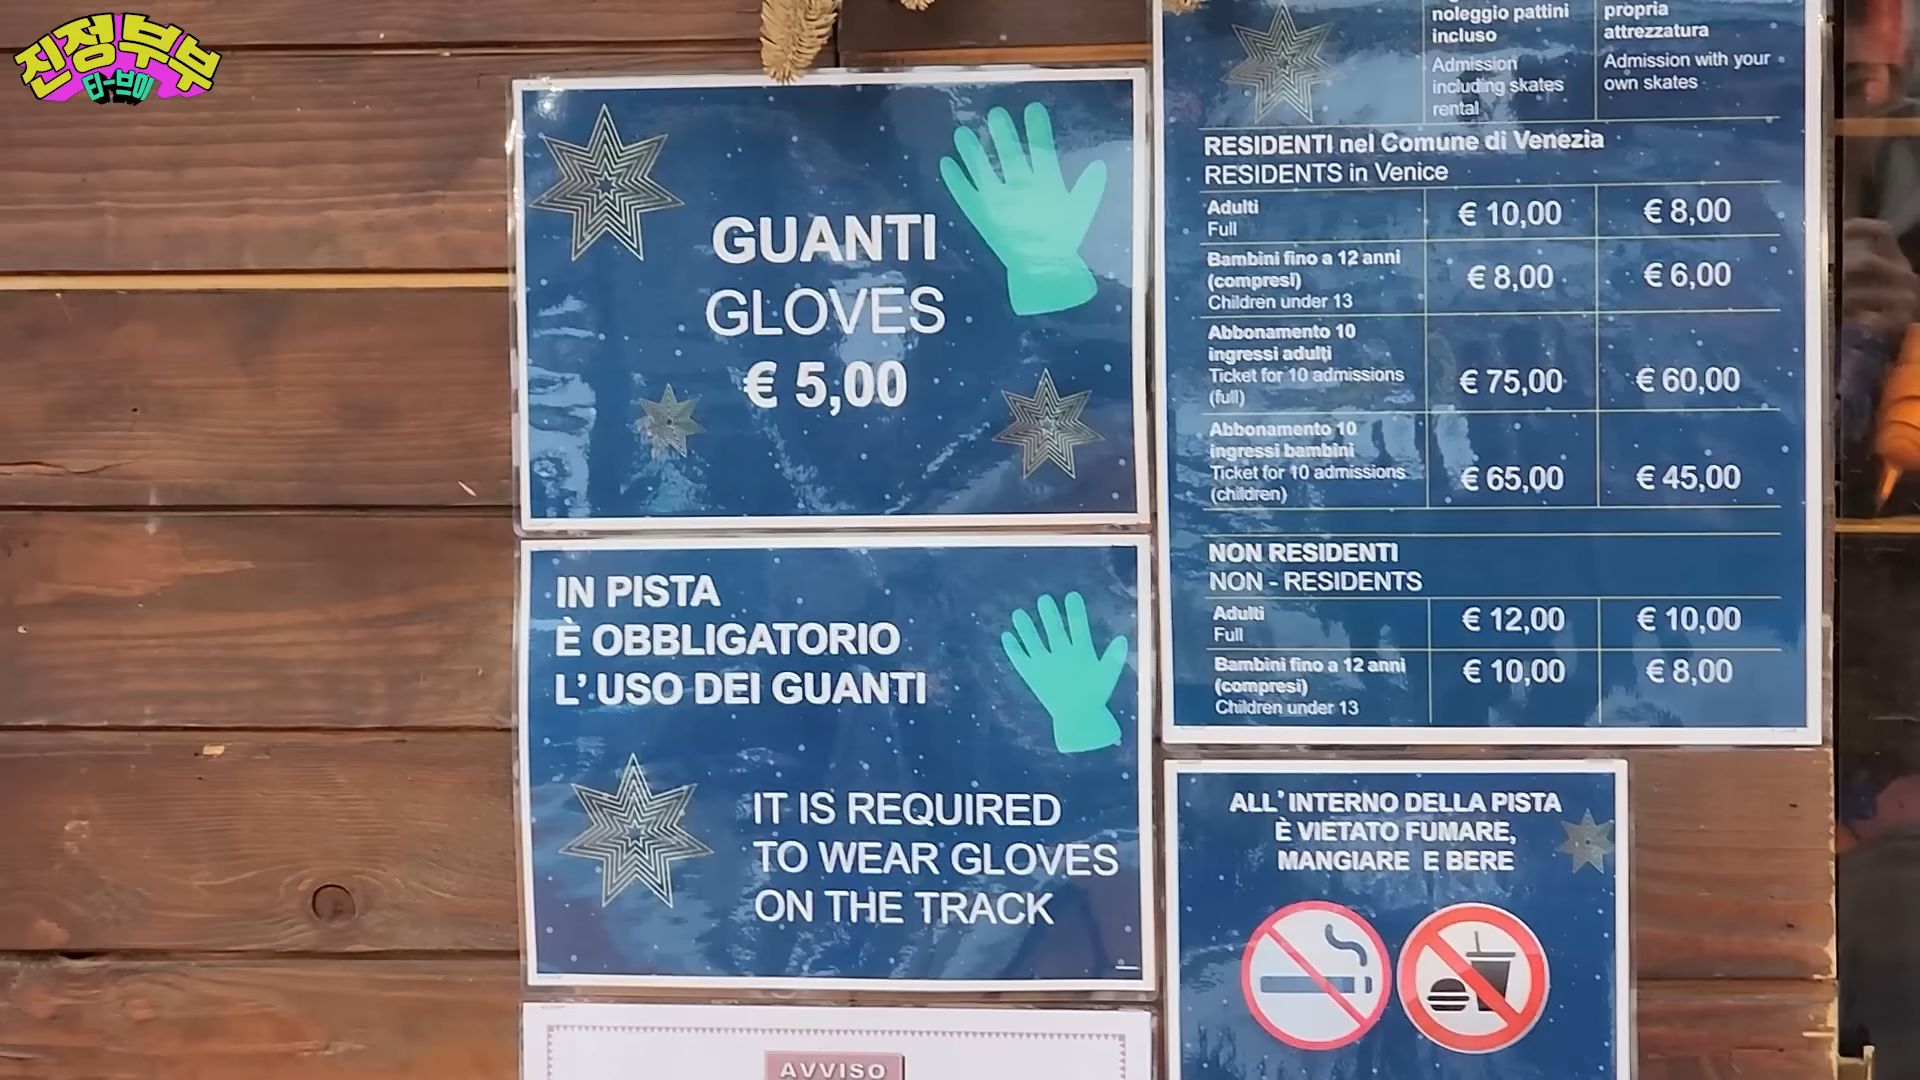 진정부부
티-브이
GUANTI
GLOVES
€ 5,00
IN PISTA
È OBBLIGATORIO
L' USO DEI GUANTI
IT IS REQUIRED
TO WEAR GLOVES
ON THE TRACK
AVVISO
noleggio pattini
incluso
Admission
including skates
rental
propria
attrezzatura
Admission with your
own skates
RESIDENTI nel Comune di Venezia
RESIDENTS in Venice
Adulti
Full
€ 10,00
€ 8,00
Bambini fino a 12 anni
(compresi)
Children under 13
€ 8,00
€ 6,00
Abbonamento 10
ingressi adulti
Ticket for 10 admissions
(full)
€ 75,00
€ 60,00
Abbonamento 10
ingressi bambini
Ticket for 10 admissions
(children)
€ 65,00
€ 45,00
NON RESIDENTI
NON - RESIDENTS
Adulti
Full
€ 12,00
€ 10,00
Bambini fino a 12 anni
(compresi)
Children under 13
€ 10,00
€ 8,00
ALL' INTERNO DELLA PISTA
È VIETATO FUMARE,
MANGIARE E BERE